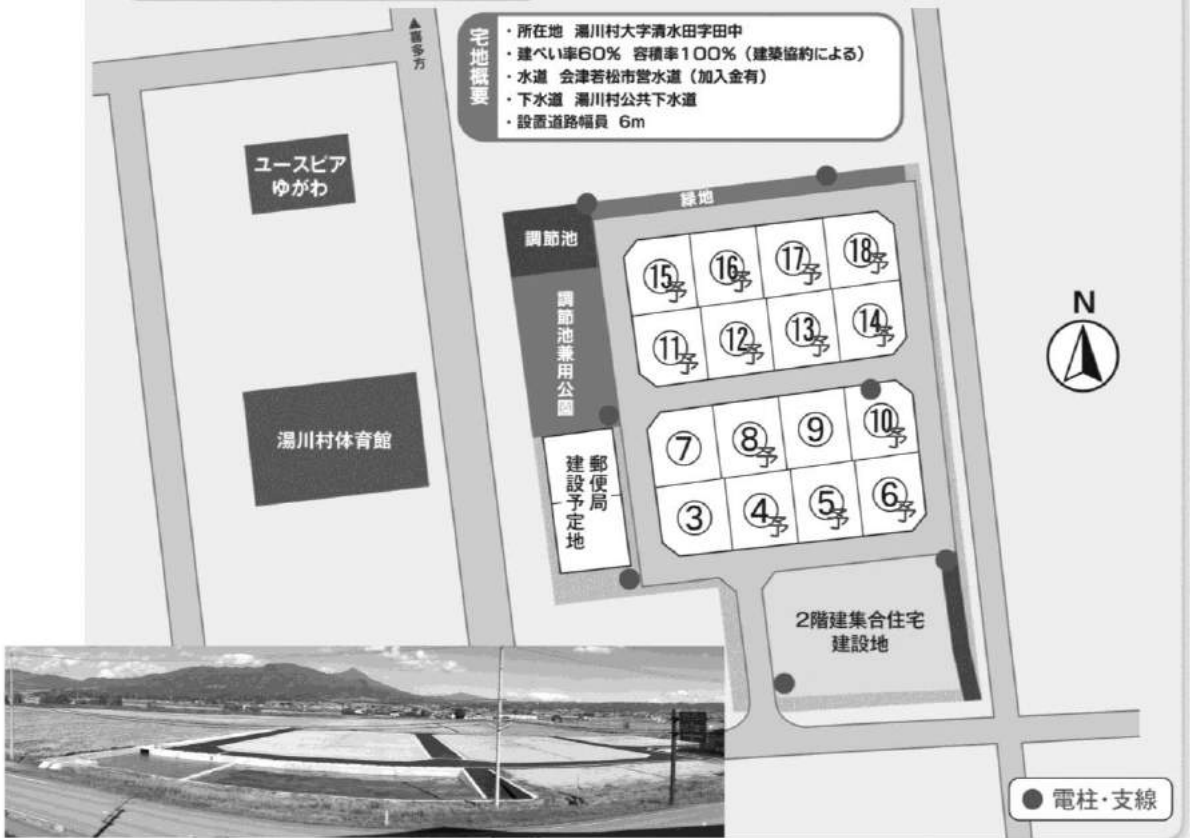 ▲喜多方
宅地概要
・所在地 湯川村大字清水田字田中
・建ぺい率60% 容積率100%（建築協約による）
・水道 会津若松市営水道（加入金有）
・下水道 湯川村公共下水道
・設置道路幅員 6m
ユースピア
ゆがわ
緑地
調節池
⑮予
⑯予
⑰予
⑱予
調節池兼用公園
⑪予
⑫予
⑬予
⑭予
N
湯川村体育館
⑦
⑧予
⑨
⑩予
郵便局
建設予定地
③
④予
⑤予
⑥予
2階建集合住宅
建設地
●電柱・支線